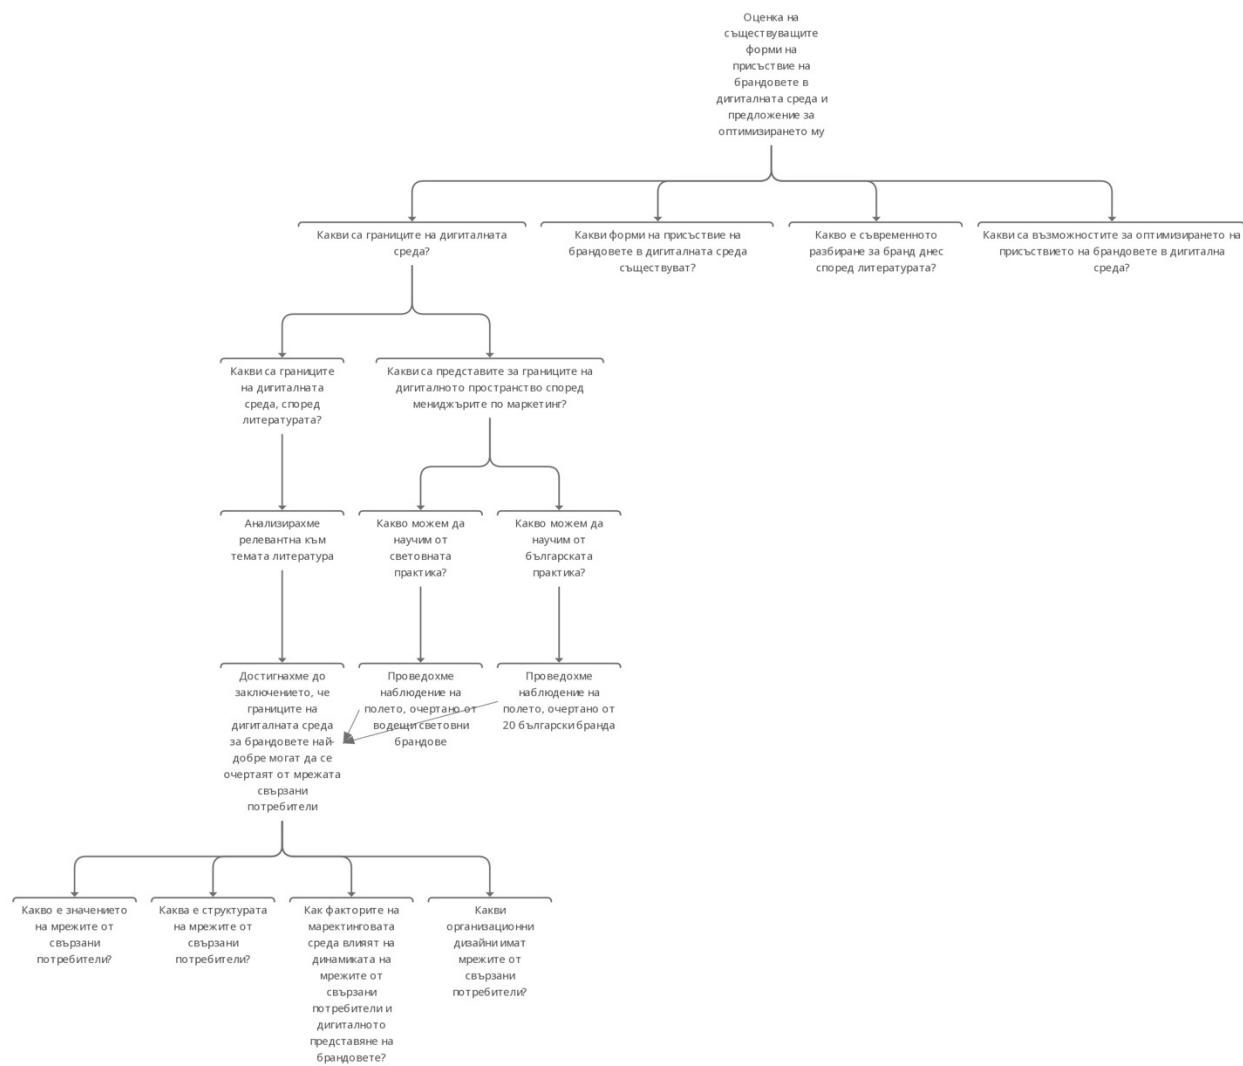 Оценка на
съществуващите
форми на
присъствие на
брандовете в
дигиталната среда и
предложение за
оптимизирането му
Какви са границите на дигиталната
среда?
Какви форми на присъствие на
брандовете в дигиталната среда
съществуват?
Какво е съвременното
разбиране за бранд днес
според литературата?
Какви са възможностите за оптимизирането на
присъствието на брандовете в дигитална
среда?
Какви са границите
на дигиталната
среда, според
литературата?
Какви са представите за границите на
дигиталното пространство според
мениджърите по маркетинг?
Анализирахме
релевантна към
темата литература
Какво можем да
научим от
световната
практика?
Какво можем да
научим от
българската
практика?
Достигнахме до
заключението, че
границите на
дигиталната среда
за брандовете най-
добре могат да се
очертаят от мрежата
свързани
потребители
Проведохме
наблюдение на
полето, очертано от
водещи световни
брандове
Проведохме
наблюдение на
полето, очертано от
20 български бранда
Какво е значението
на мрежите от
свързани
потребители?
Каква е структурата
на мрежите от
свързани
потребители?
Как факторите на
маректинговата
среда влияят на
динамиката на
мрежите от
свързани
потребители и
дигиталното
представяне на
брандовете?
Какви
организационни
дизайни имат
мрежите от
свързани
потребители?